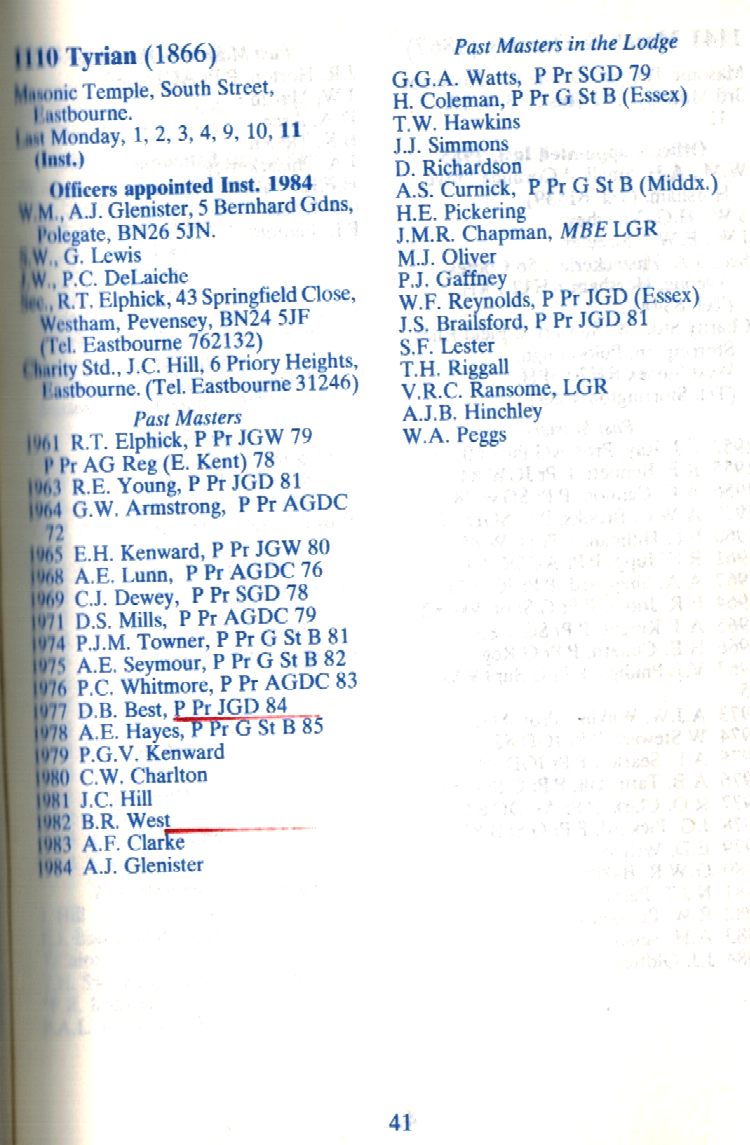 1110 Tyrian (1866)
Masonic Temple, South Street,
Eastbourne.
Last Monday, 1, 2, 3, 4, 9, 10, 11
(Inst.)
Officers appointed Inst. 1984
W.M., A.J. Glenister, 5 Bernhard Gdns,
Polegate, BN26 5JN.
S.W., G. Lewis
J.W., P.C. DeLaiche
Sec., R.T. Elphick, 43 Springfield Close,
Westham, Pevensey, BN24 5JF
(Tel. Eastbourne 762132)
Charity Std., J.C. Hill, 6 Priory Heights,
Eastbourne. (Tel. Eastbourne 31246)
Past Masters
1961 R.T. Elphick, P Pr JGW 79
P Pr AG Reg (E. Kent) 78
1963 R.E. Young, P Pr JGD 81
1964 G.W. Armstrong, P Pr AGDC
72
1965 E.H. Kenward, P Pr JGW 80
1968 A.E. Lunn, P Pr AGDC 76
1969 C.J. Dewey, P Pr SGD 78
1971 D.S. Mills, P Pr AGDC 79
1974 P.J.M. Towner, P Pr G St B 81
1975 A.E. Seymour, P Pr G St B 82
1976 P.C. Whitmore, P Pr AGDC 83
1977 D.B. Best, P Pr JGD 84
1978 A.E. Hayes, P Pr G St B 85
1979 P.G.V. Kenward
1980 C.W. Charlton
1981 J.C. Hill
1982 B.R. West
1983 A.F. Clarke
1984 A.J. Glenister
Past Masters in the Lodge
G.G.A. Watts, P Pr SGD 79
H. Coleman, P Pr G St B (Essex)
T.W. Hawkins
J.J. Simmons
D. Richardson
A.S. Curnick, P Pr G St B (Middx.)
H.E. Pickering
J.M.R. Chapman, MBE LGR
M.J. Oliver
P.J. Gaffney
W.F. Reynolds, P Pr JGD (Essex)
J.S. Brailsford, P Pr JGD 81
S.F. Lester
T.H. Riggall
V.R.C. Ransome, LGR
A.J.B. Hinchley
W.A. Peggs
41